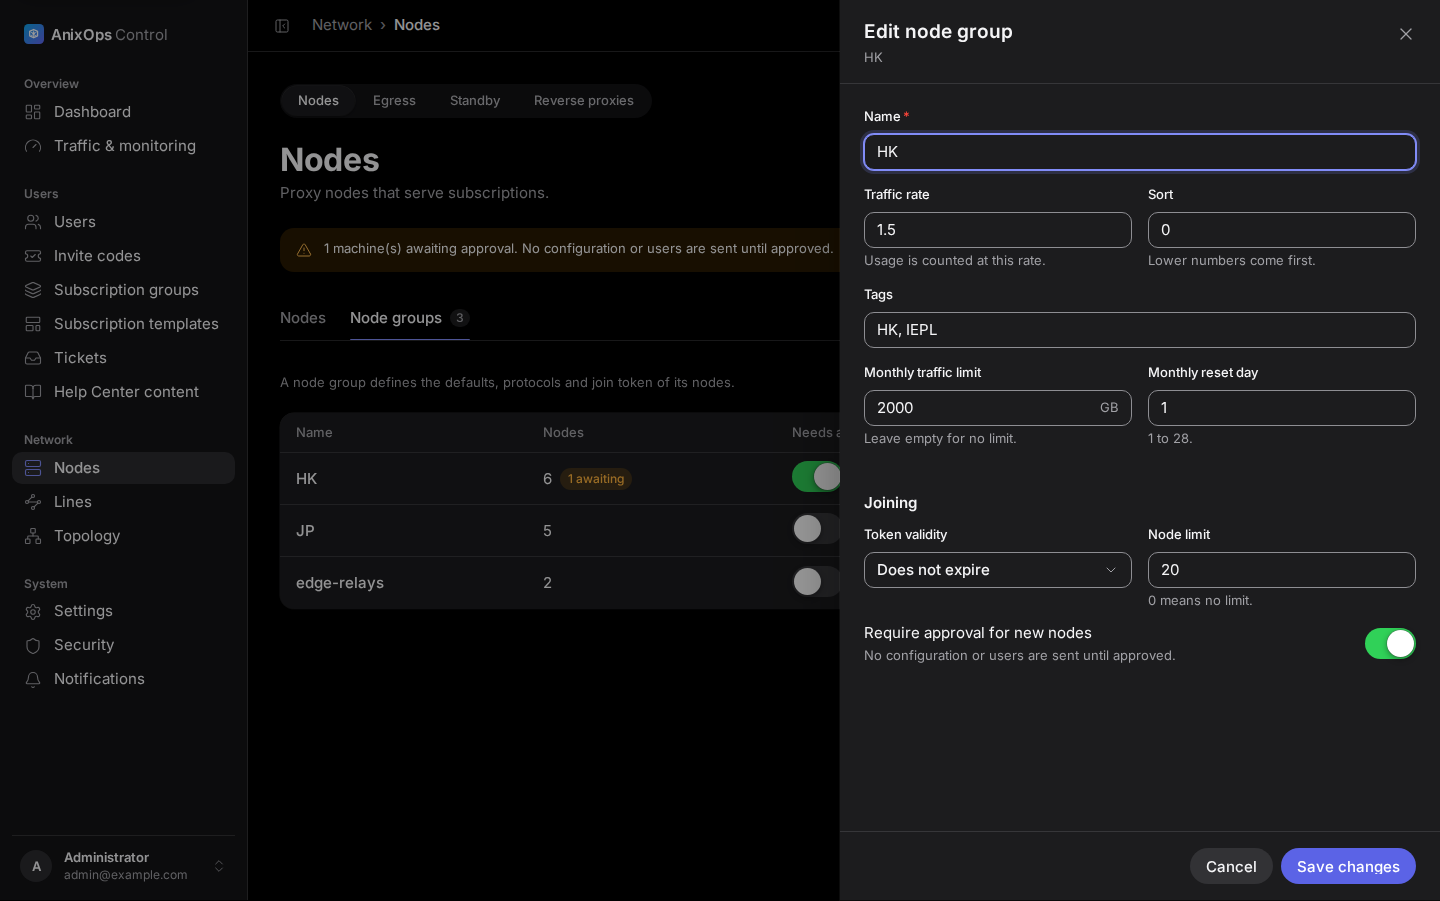 AnixOps Control
Overview
Dashboard
Traffic & monitoring
Users
Users
Invite codes
Subscription groups
Subscription templates
Tickets
Help Center content
Network
Nodes
Lines
Topology
System
Settings
Security
Notifications
A
Administrator
admin@example.com
Network › Nodes
Nodes Egress Standby Reverse proxies
Nodes
Proxy nodes that serve subscriptions.
1 machine(s) awaiting approval. No configuration or users are sent until approved.
Nodes Node groups 3
A node group defines the defaults, protocols and join token of its nodes.
Name Nodes Needs a
HK 6 1 awaiting
JP 5
edge-relays 2
Edit node group
HK
Name *
HK
Traffic rate Sort
1.5 0
Usage is counted at this rate. Lower numbers come first.
Tags
HK, IEPL
Monthly traffic limit Monthly reset day
2000 GB 1
Leave empty for no limit. 1 to 28.
Joining
Token validity Node limit
Does not expire 20
0 means no limit.
Require approval for new nodes
No configuration or users are sent until approved.
Cancel Save changes